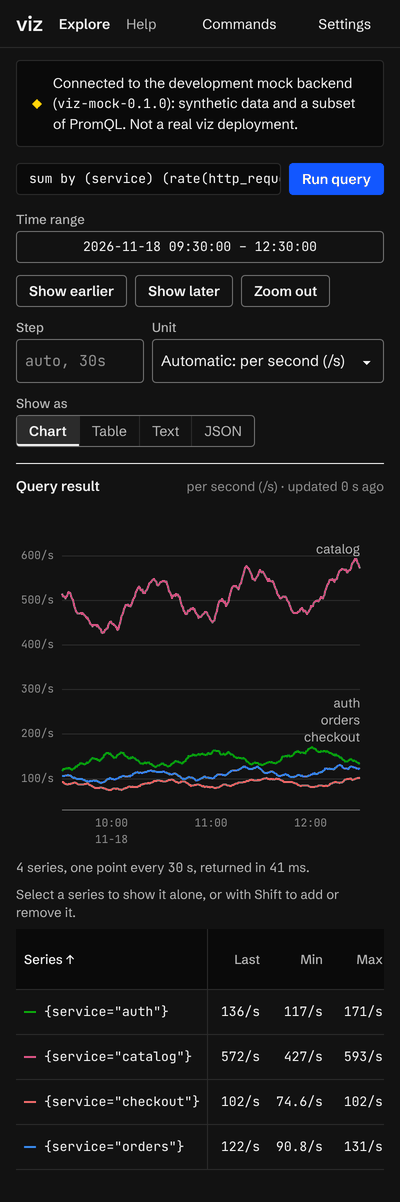 viz Explore Help Commands Settings
Connected to the development mock backend
(viz-mock-0.1.0): synthetic data and a subset
of PromQL. Not a real viz deployment.
sum by (service) (rate(http_requ
Run query
Time range
2026-11-18 09:30:00 – 12:30:00
Show earlier Show later Zoom out
Step Unit
auto, 30s Automatic: per second (/s)
Show as
Chart Table Text JSON
Query result per second (/s) · updated 0 s ago
catalog
600/s
500/s
400/s
300/s
auth
orders
200/s
checkout
100/s
10:00 11:00 12:00
11-18
4 series, one point every 30 s, returned in 41 ms.
Select a series to show it alone, or with Shift to add or
remove it.
Series ↑ Last Min Max
{service="auth"} 136/s 117/s 171/s
{service="catalog"} 572/s 427/s 593/s
{service="checkout"} 102/s 74.6/s 102/s
{service="orders"} 122/s 90.8/s 131/s